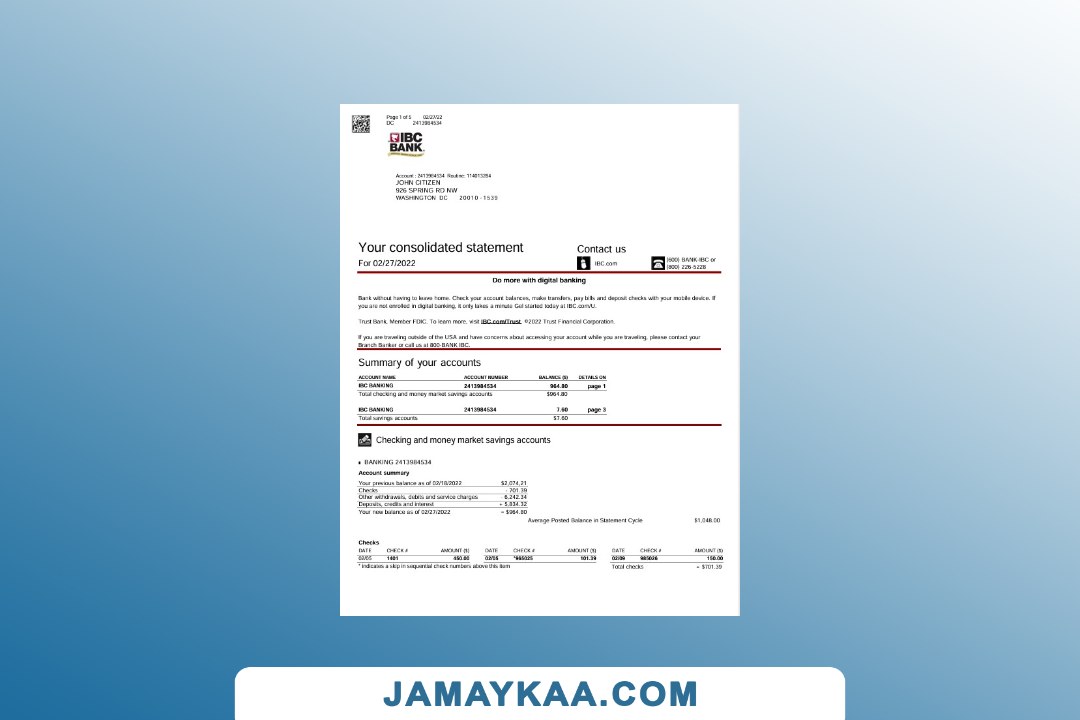 Page 1 of 5 02/27/22
DC 2413984534
IBC
BANK
Account : 2413984534 Routine: 114013284
JOHN CITIZEN
926 SPRING RD NW
WASHINGTON DC 20010 - 1539
Your consolidated statement
Contact us
For 02/27/2022
IBC.com
(600) BANK-IBC or
(800) 226-5228
Do more with digital banking
Bank without having to leave home. Check your account balances, make transfers, pay bills and deposit checks with your mobile device. If
you are not enrolled in digital banking, it only takes a minute Get started today at IBC.com/U.
Trust Bank, Member FDIC. To learn more, visit IBC.com/Trust. ©2022 Trust Financial Corporation.
If you are traveling outside of the USA and have concerns about accessing your account while you are traveling, please contact your
Branch Banker or call us at 800-BANK IBC.
Summary of your accounts
ACCOUNT NAME ACCOUNT NUMBER BALANCE ($) DETAILS ON
IBC BANKING 2413984534 964.80 page 1
Total checking and money market savings accounts $964.80
IBC BANKING 2413984534 7.60 page 3
Total savings accounts $7.60
Checking and money market savings accounts
BANKING 2413984534
Account summary
Your previous balance as of 02/18/2022 $2,074,21
Checks - 701.39
Other withdrawals, debits and service charges - 6,242.34
Deposits, credits and interest + 5,834.32
Your new balance as of 02/27/2022 = $964.80
Average Posted Balance in Statement Cycle $1,048.00
Checks
DATE CHECK # AMOUNT ($) DATE CHECK # AMOUNT ($) DATE CHECK # AMOUNT ($)
02/05 1401 450.00 02/05 *985025 101.39 02/09 985026 150.00
* indicates a skip in sequential check numbers above this item Total checks = $701.39
JAMAYKAA.COM